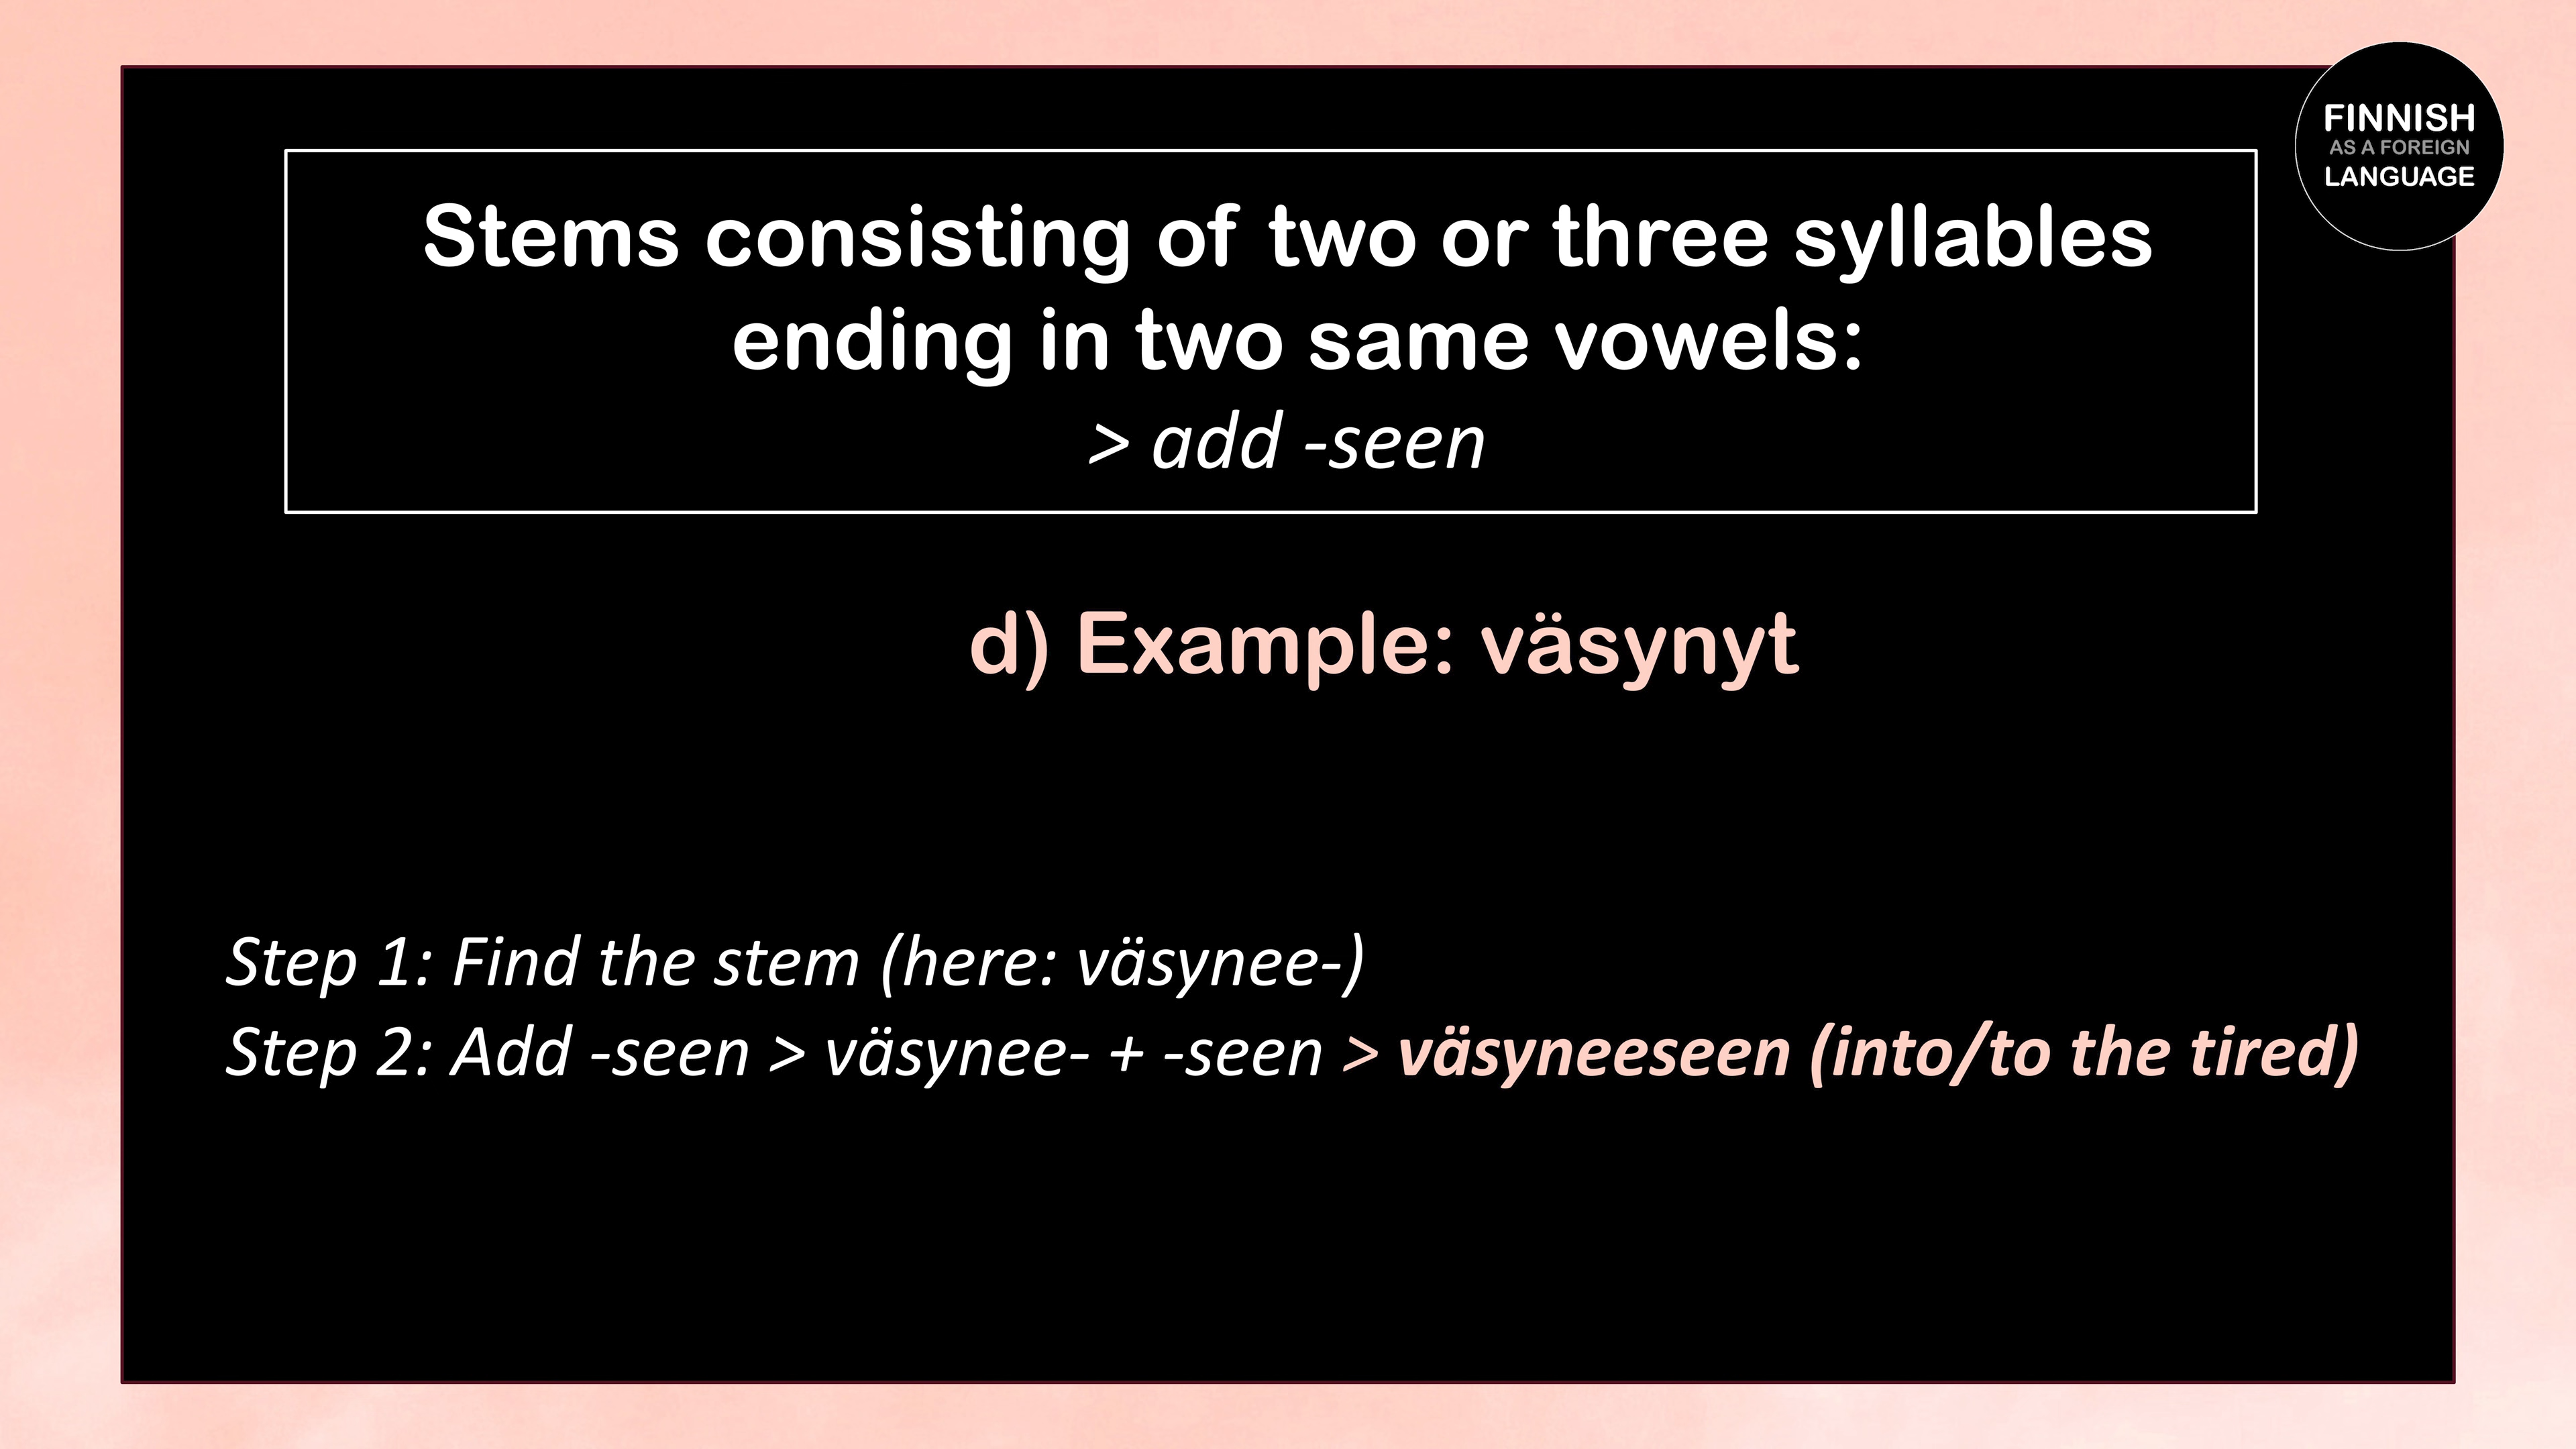 FINNISH
AS A FOREIGN
LANGUAGE
Stems consisting of two or three syllables
ending in two same vowels:
> add -seen
d) Example: väsynyt
Step 1: Find the stem (here: väsynee-)
Step 2: Add -seen > väsynee- + -seen > väsyneeseen (into/to the tired)